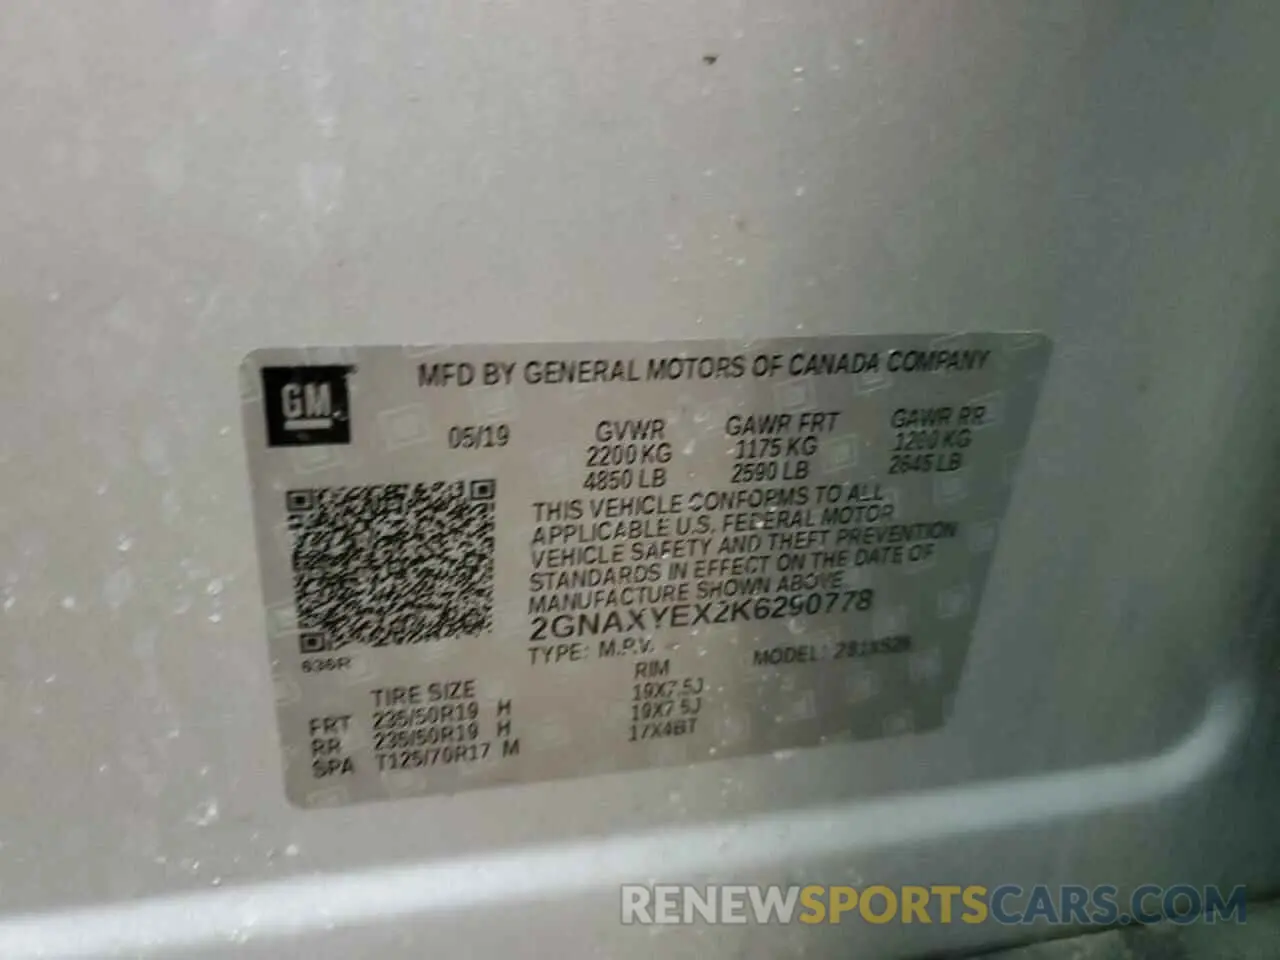 MFD BY GENERAL MOTORS OF CANADA COMPANY
GM
05/19
GVWR
2200 KG
4850 LB
GAWR FRT
1175 KG
2590 LB
GAWR RR
1200 KG
2645 LB
THIS VEHICLE CONFORMS TO ALL
APPLICABLE U.S. FEDERAL MOTOR
VEHICLE SAFETY AND THEFT PREVENTION
STANDARDS IN EFFECT ON THE DATE OF
MANUFACTURE SHOWN ABOVE.
2GNAXYEX2K6290778
TYPE: M.P.V.
MODEL:
636R
TIRE SIZE
RIM
FRT 235/50R19 H 19X7.5J
RR 235/50R19 H 19X7.5J
SPA T125/70R17 M 17X4BT
RENEWSPORTSCARS.COM